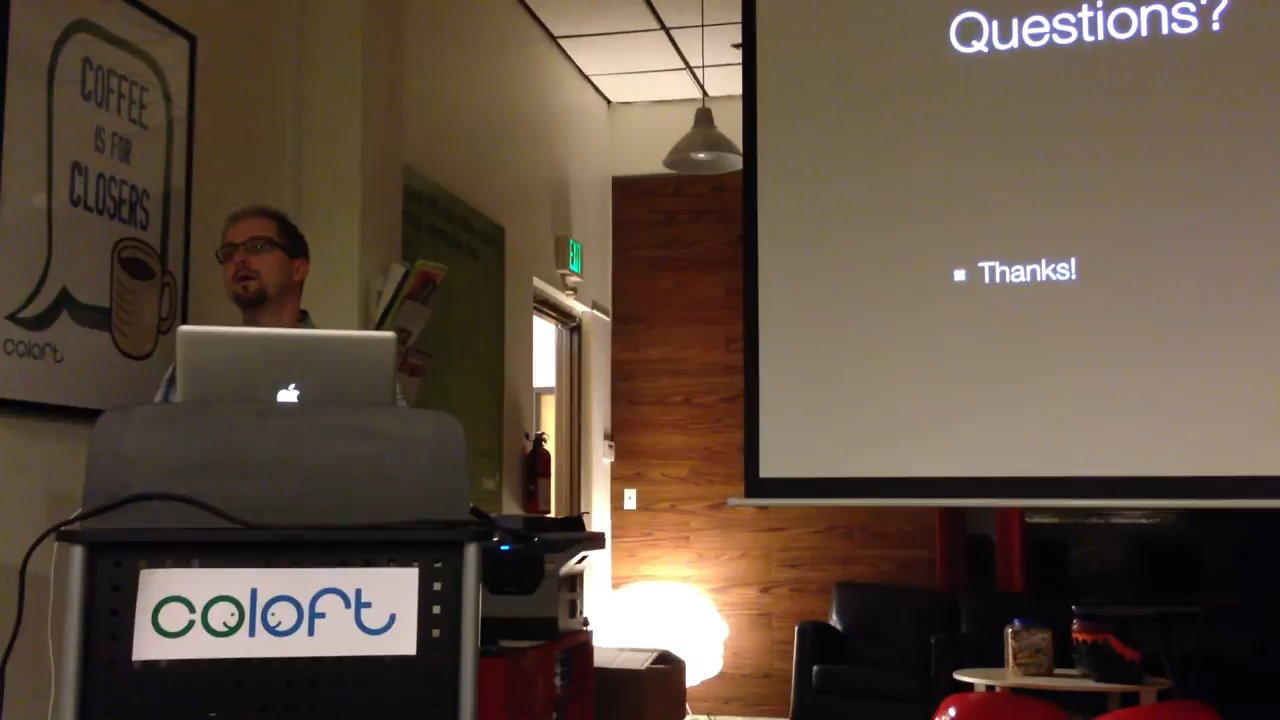 COFFEE
IS FOR
CLOSERS
coloft
EXIT
Questions?
Thanks!
coloft